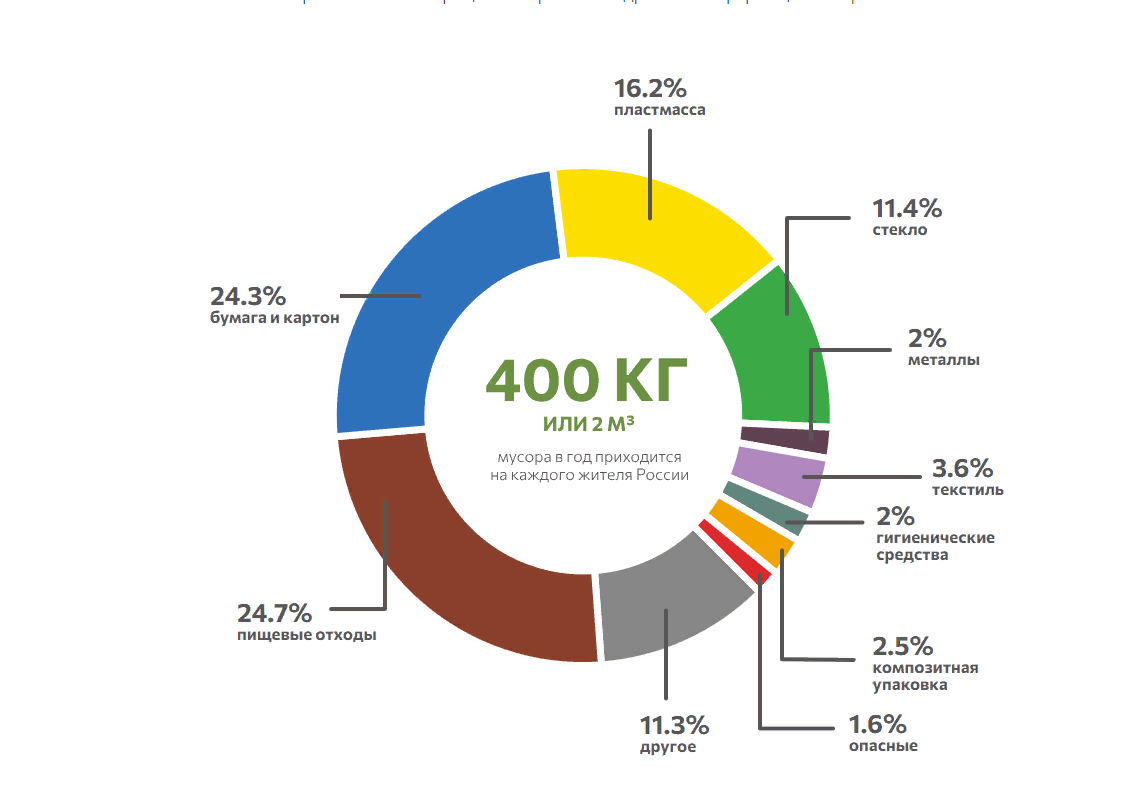 16.2%
пластмасса
11.4%
стекло
24.3%
бумага и картон
2%
металлы
400 КГ
ИЛИ 2 М³
мусора в год приходится
на каждого жителя России
3.6%
текстиль
2%
гигиенические
средства
24.7%
пищевые отходы
2.5%
композитная
упаковка
11.3%
другое
1.6%
опасные